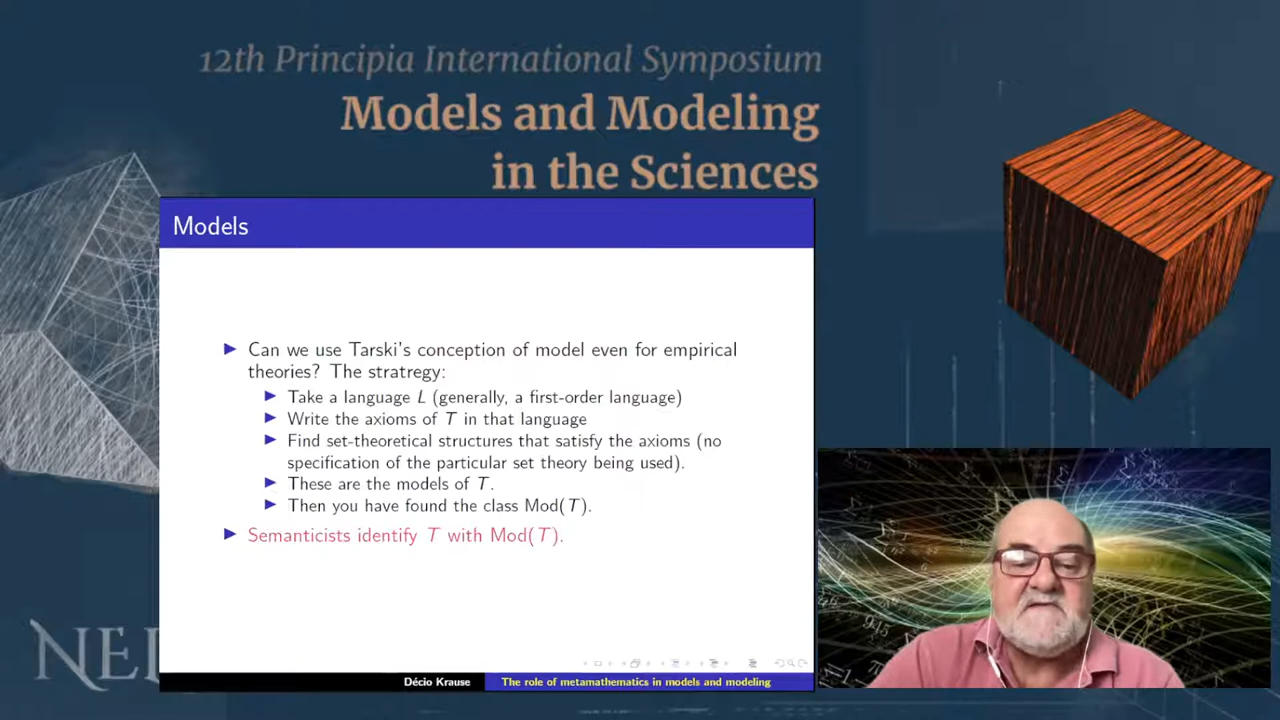 12th Principia International Symposium
Models and Modeling
in the Sciences
Models
Can we use Tarski's conception of model even for empirical
theories? The stratregy:
Take a language L (generally, a first-order language)
Write the axioms of T in that language
Find set-theoretical structures that satisfy the axioms (no
specification of the particular set theory being used).
These are the models of T.
Then you have found the class Mod(T).
Semanticists identify T with Mod(T).
NEL
Décio Krause
The role of metamathematics in models and modeling